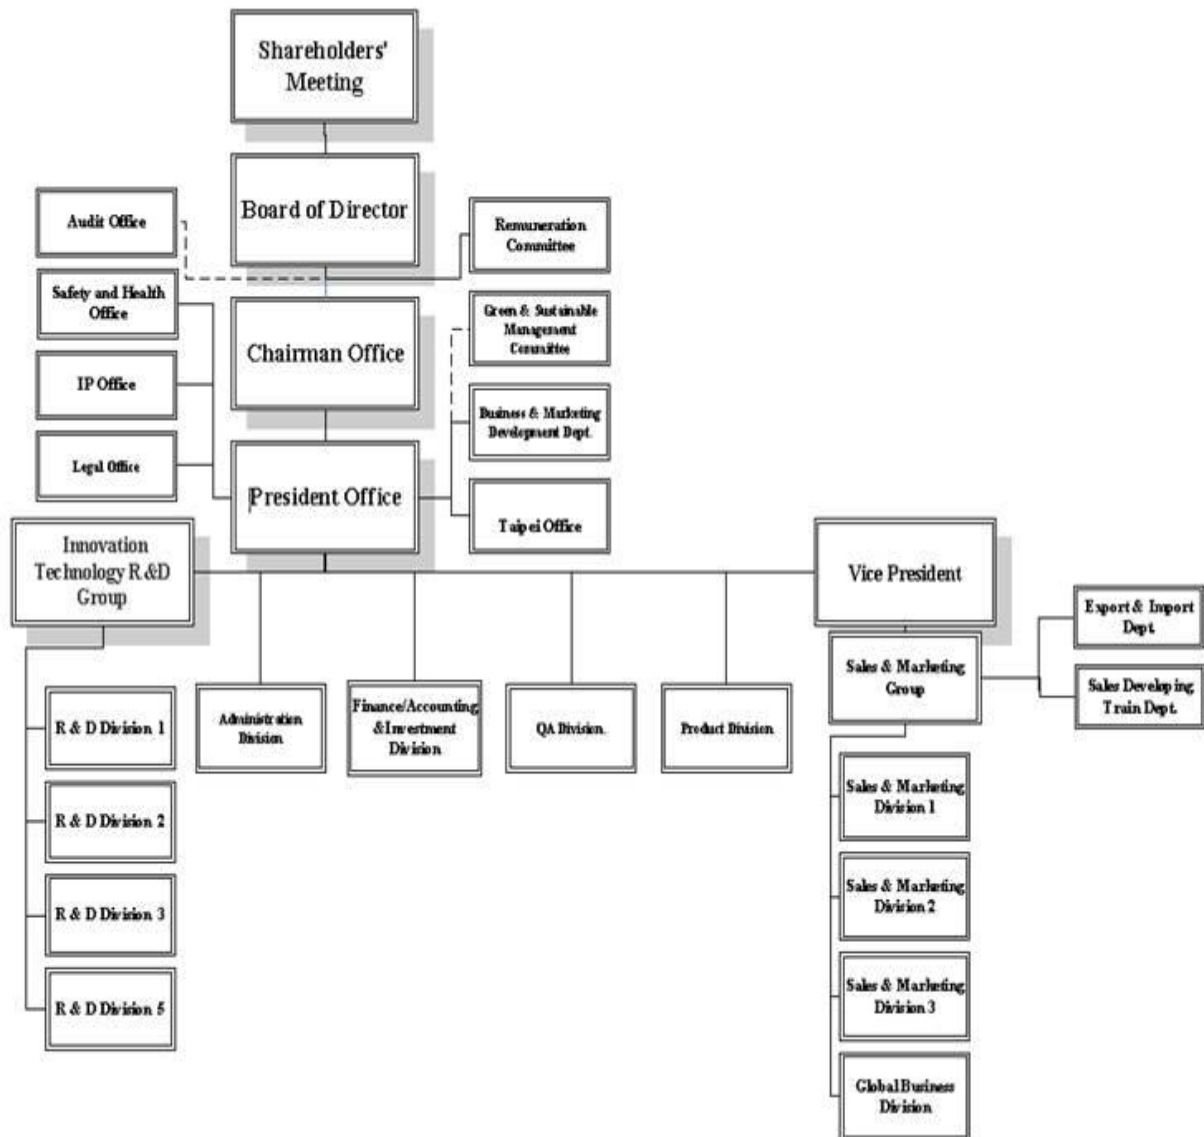 Shareholders'
Meeting
Board of Director
Audit Office
Remuneration
Committee
Safety and Health
Office
Green & Sustainable
Management
Committee
Chairman Office
IP Office
Business & Marketing
Development Dept.
Legal Office
President Office
Taipei Office
Innovation
Technology R&D
Group
Vice President
Export & Import
Dept.
Sales & Marketing
Group
Sales Developing
Train Dept.
R & D Division 1
Administration
Division
Finance/Accounting
& Investment
Division
QA Division
Product Division
Sales & Marketing
Division 1
R & D Division 2
Sales & Marketing
Division 2
R & D Division 3
Sales & Marketing
Division 3
R & D Division 5
Global Business
Division